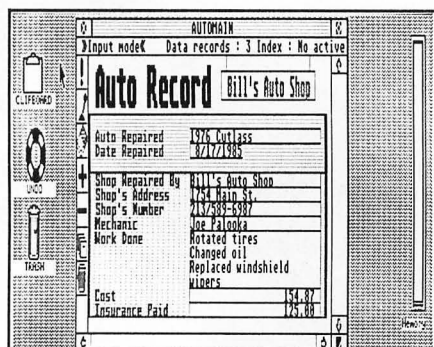 AUTOMAIN
Input mode Data records : 3 Index : No active
Auto Record
Bill's Auto Shop
CLIPBOARD
Auto Repaired 1976 Cutlass
Date Repaired 8/17/1985
UNDO
Shop Repaired By Bill's Auto Shop
Shop's Address 1754 Main St.
Shop's Number 213/589-6987
Mechanic Joe Palooka
Work Done Rotated tires
Changed oil
Replaced windshield
wipers
TRASH
Cost 154.87
Insurance Paid 125.00
Memory